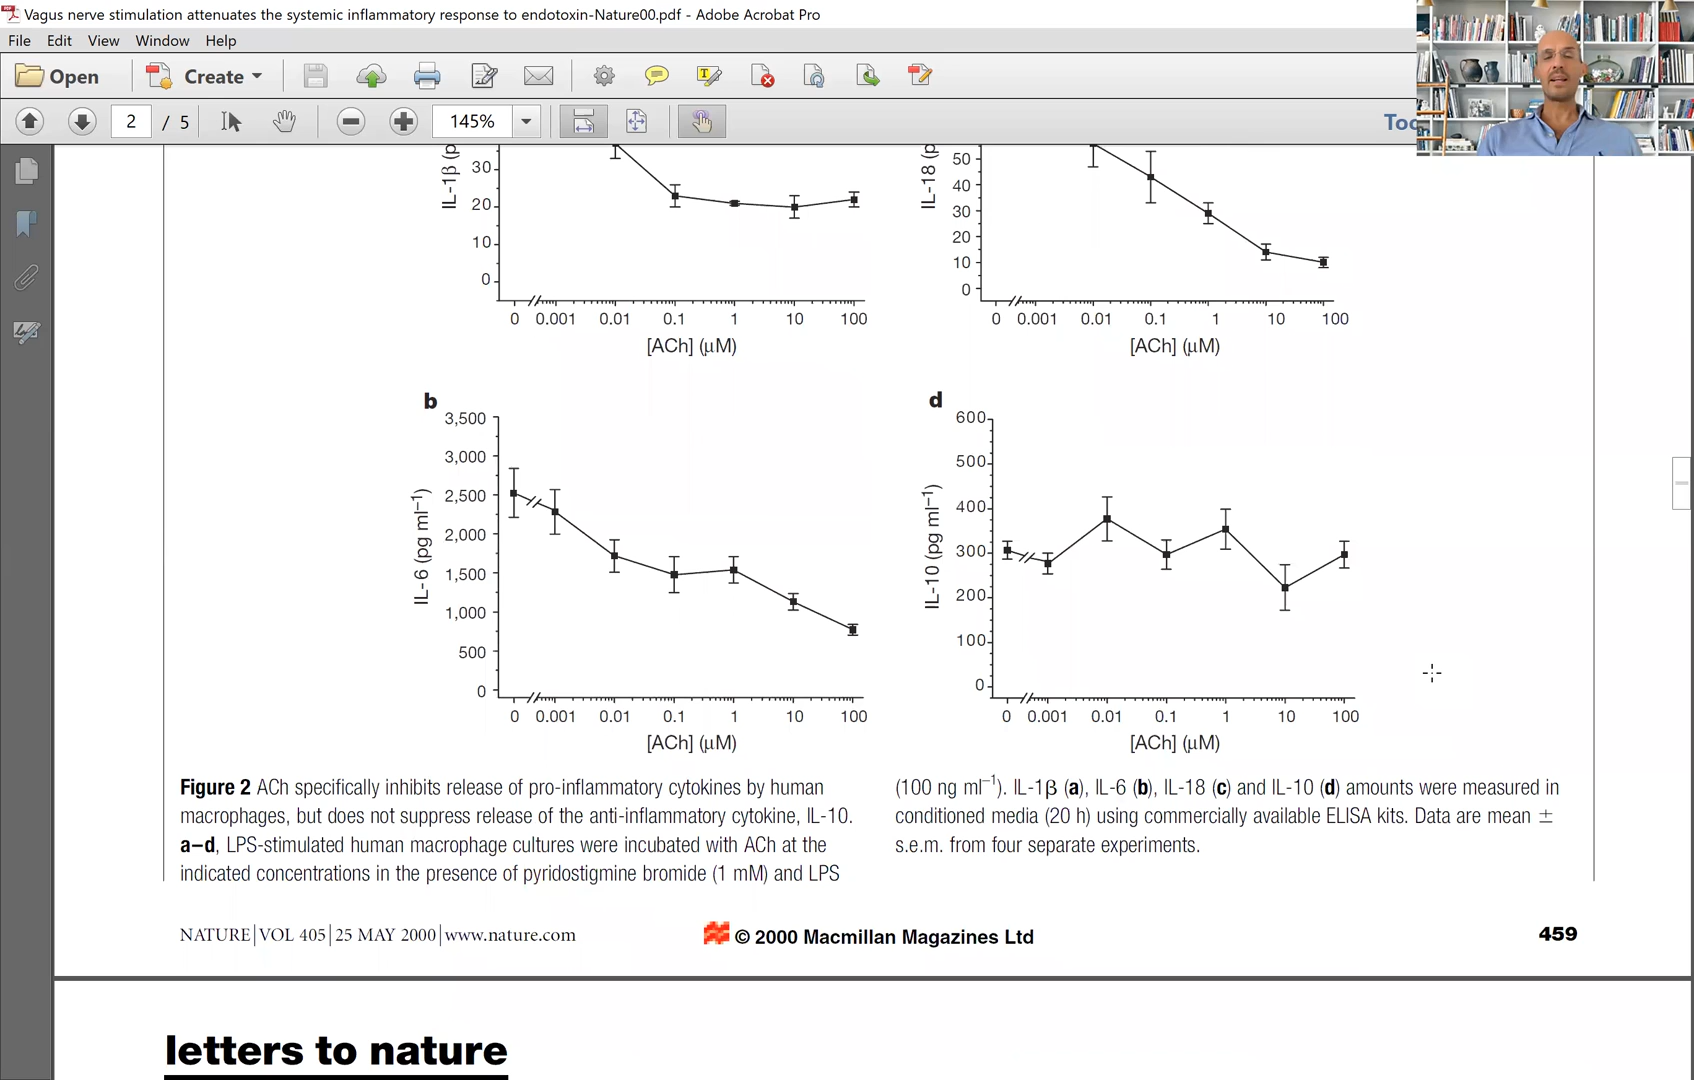 Vagus nerve stimulation attenuates the systemic inflammatory response to endotoxin-Nature00.pdf - Adobe Acrobat Pro
File Edit View Window Help
Open Create
2 / 5 145%
IL-1β (p
30
20
10
0
0 0.001 0.01 0.1 1 10 100
[ACh] (µM)
IL-18 (p
50
40
30
20
10
0
0 0.001 0.01 0.1 1 10 100
[ACh] (µM)
b
IL-6 (pg ml⁻¹)
3,500
3,000
2,500
2,000
1,500
1,000
500
0
0 0.001 0.01 0.1 1 10 100
[ACh] (µM)
d
IL-10 (pg ml⁻¹)
600
500
400
300
200
100
0
0 0.001 0.01 0.1 1 10 100
[ACh] (µM)
Figure 2 ACh specifically inhibits release of pro-inflammatory cytokines by human
macrophages, but does not suppress release of the anti-inflammatory cytokine, IL-10.
a–d, LPS-stimulated human macrophage cultures were incubated with ACh at the
indicated concentrations in the presence of pyridostigmine bromide (1 mM) and LPS
(100 ng ml⁻¹). IL-1β (a), IL-6 (b), IL-18 (c) and IL-10 (d) amounts were measured in
conditioned media (20 h) using commercially available ELISA kits. Data are mean ±
s.e.m. from four separate experiments.
NATURE|VOL 405|25 MAY 2000|www.nature.com
© 2000 Macmillan Magazines Ltd
459
letters to nature